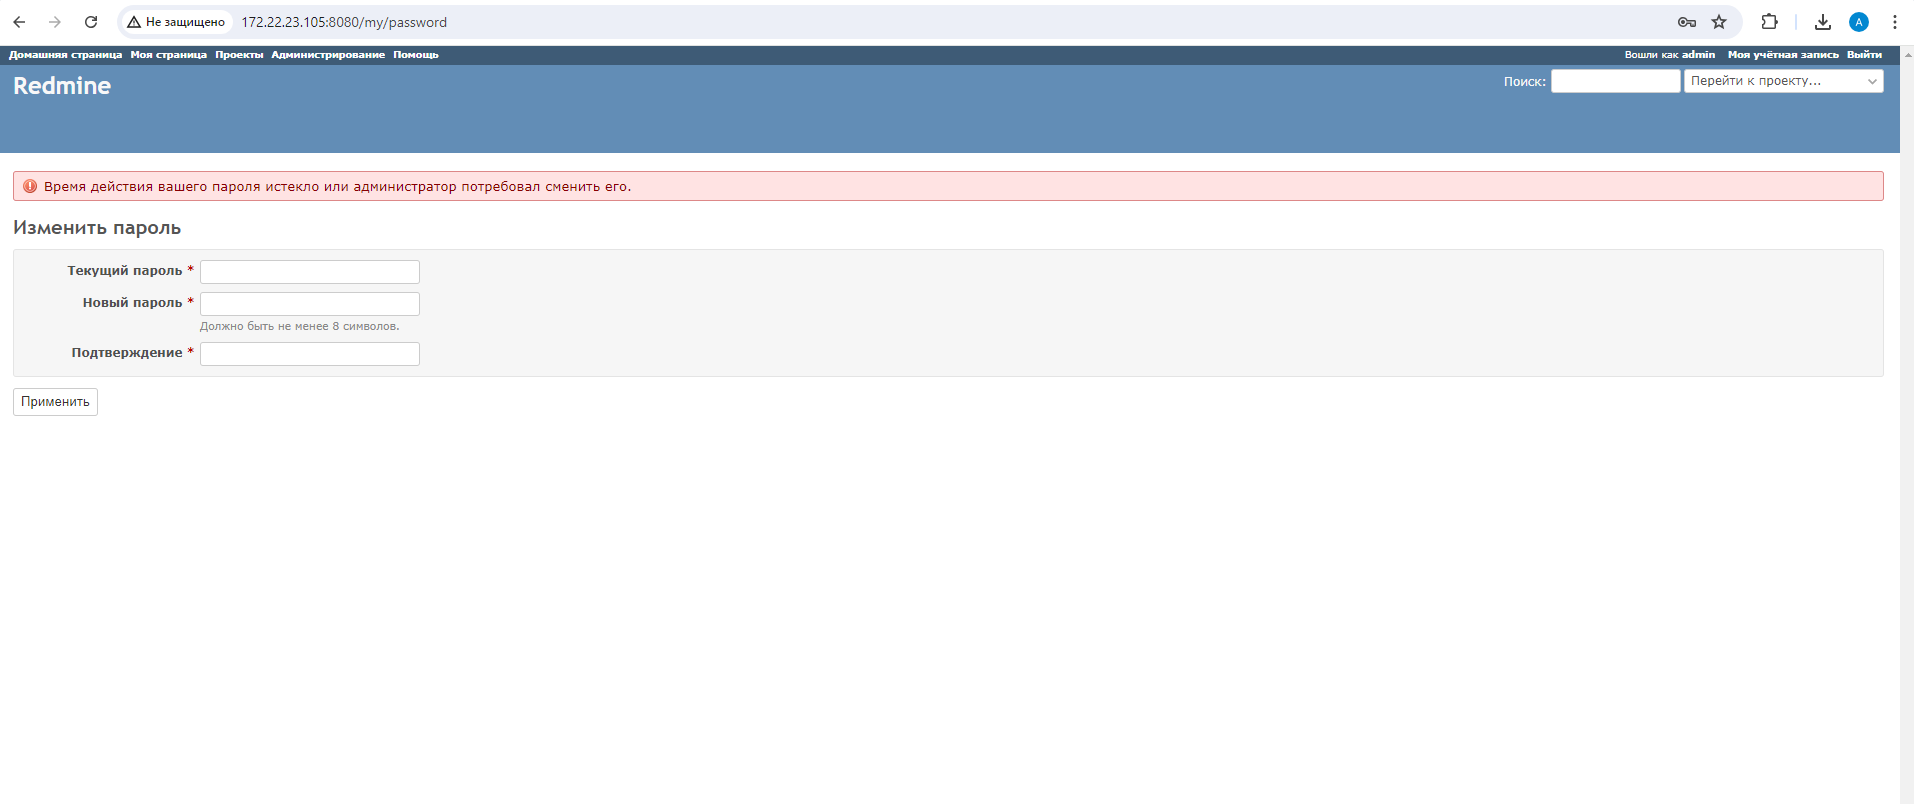 Не защищено 172.22.23.105:8080/my/password A
Домашняя страница Моя страница Проекты Администрирование Помощь Вошли как admin Моя учётная запись Выйти
Redmine Поиск: Перейти к проекту...
Время действия вашего пароля истекло или администратор потребовал сменить его.
Изменить пароль
Текущий пароль *
Новый пароль *
Должно быть не менее 8 символов.
Подтверждение *
Применить